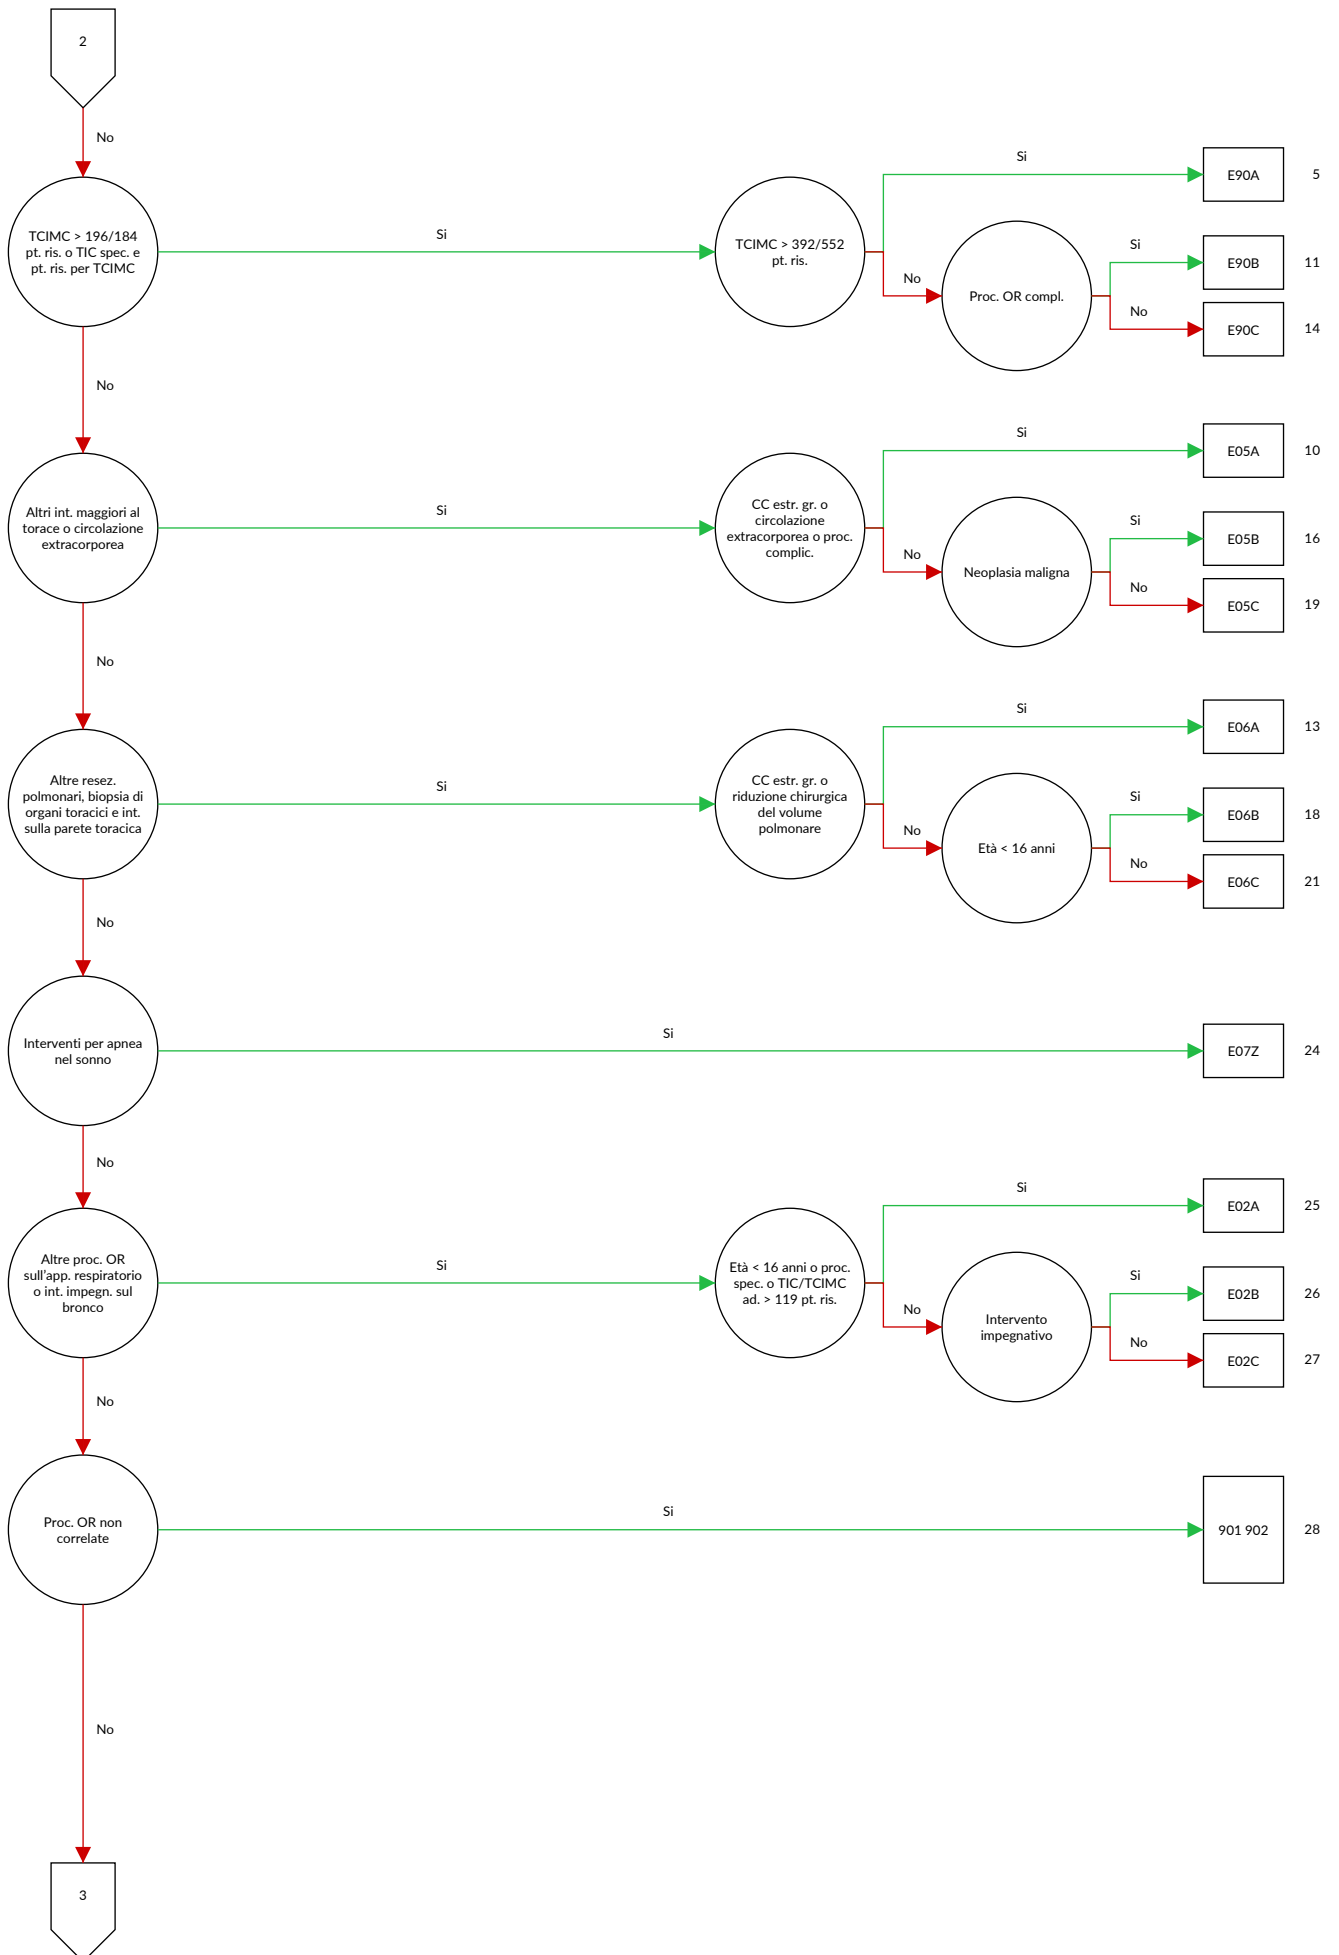 2
No
TCIMC > 196/184
pt. ris. o TIC spec. e
pt. ris. per TCIMC
Si
TCIMC > 392/552
pt. ris.
Si
E90A
5
No
Proc. OR compl.
Si
E90B
11
No
E90C
14
No
Altri int. maggiori al
torace o circolazione
extracorporea
Si
CC estr. gr. o
circolazione
extracorporea o proc.
complic.
Si
E05A
10
No
Neoplasia maligna
Si
E05B
16
No
E05C
19
No
Altre resez.
polmonari, biopsia di
organi toracici e int.
sulla parete toracica
Si
CC estr. gr. o
riduzione chirurgica
del volume
polmonare
Si
E06A
13
No
Età < 16 anni
Si
E06B
18
No
E06C
21
No
Interventi per apnea
nel sonno
Si
E07Z
24
No
Altre proc. OR
sull'app. respiratorio
o int. impegn. sul
bronco
Si
Età < 16 anni o proc.
spec. o TIC/TCIMC
ad. > 119 pt. ris.
Si
E02A
25
No
Intervento
impegnativo
Si
E02B
26
No
E02C
27
No
Proc. OR non
correlate
Si
901 902
28
No
3